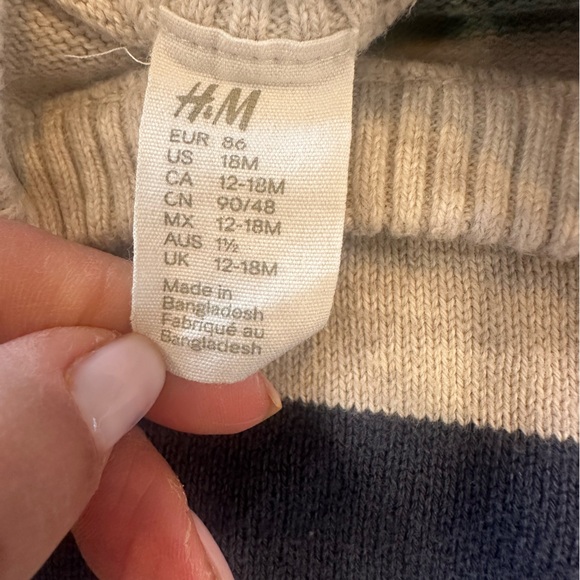 H&M
EUR 86
US 18M
CA 12-18M
CN 90/48
MX 12-18M
AUS 1½
UK 12-18M
Made in
Bangladosh
Fabriqué au
Bangladesh